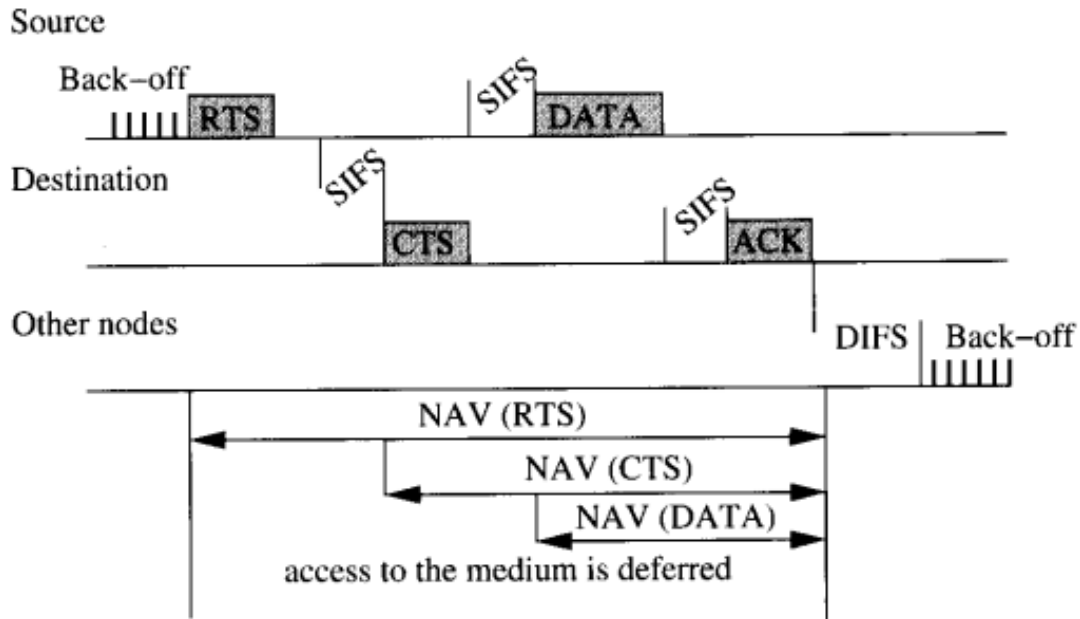 Source
Back-off
RTS
SIFS
DATA
Destination
SIFS
CTS
SIFS
ACK
Other nodes
DIFS
Back-off
NAV (RTS)
NAV (CTS)
NAV (DATA)
access to the medium is deferred